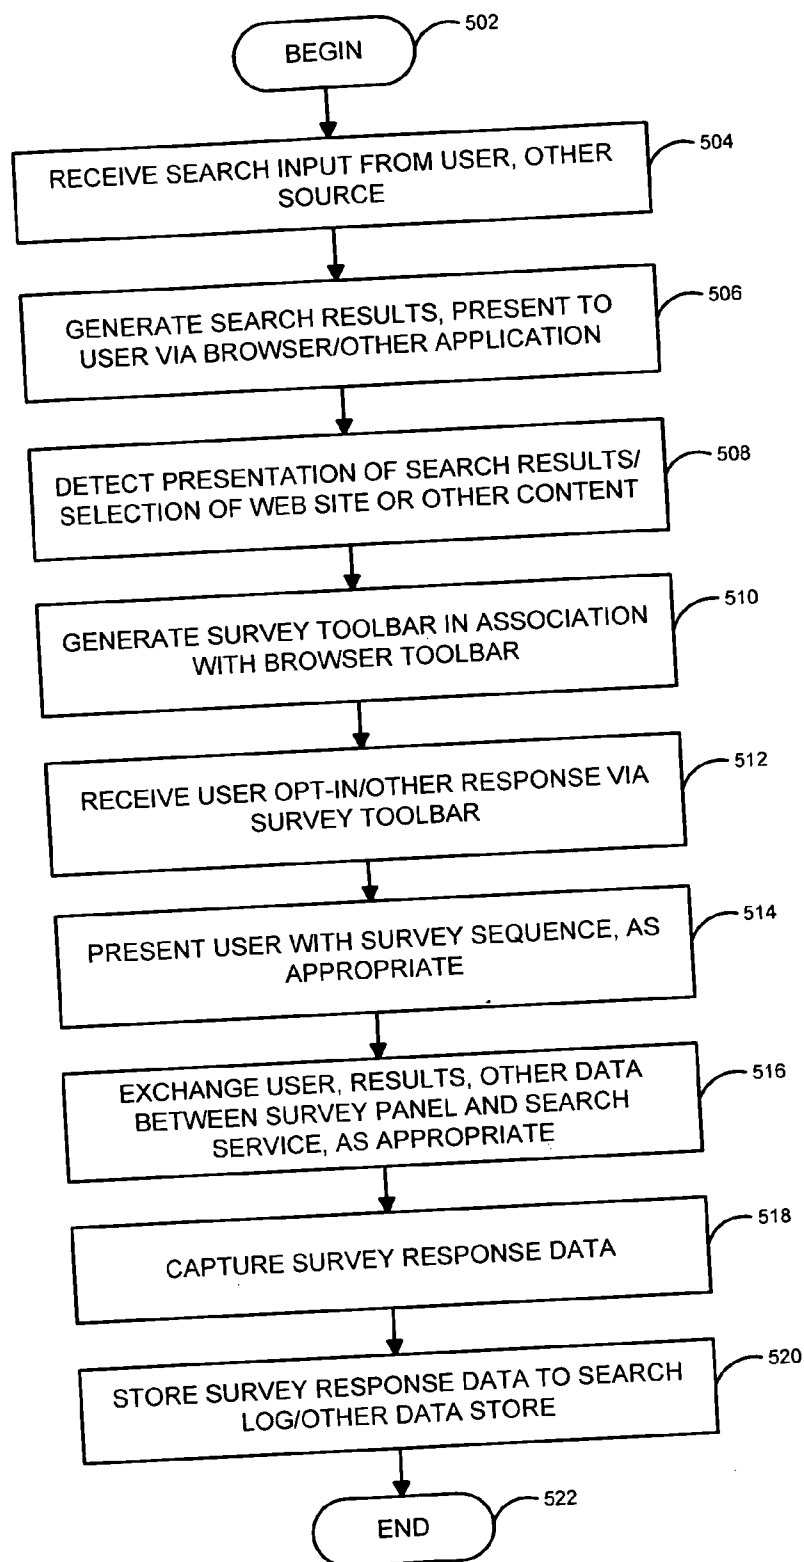 BEGIN
502
RECEIVE SEARCH INPUT FROM USER, OTHER
SOURCE
504
GENERATE SEARCH RESULTS, PRESENT TO
USER VIA BROWSER/OTHER APPLICATION
506
DETECT PRESENTATION OF SEARCH RESULTS/
SELECTION OF WEB SITE OR OTHER CONTENT
508
GENERATE SURVEY TOOLBAR IN ASSOCIATION
WITH BROWSER TOOLBAR
510
RECEIVE USER OPT-IN/OTHER RESPONSE VIA
SURVEY TOOLBAR
512
PRESENT USER WITH SURVEY SEQUENCE, AS
APPROPRIATE
514
EXCHANGE USER, RESULTS, OTHER DATA
BETWEEN SURVEY PANEL AND SEARCH
SERVICE, AS APPROPRIATE
516
CAPTURE SURVEY RESPONSE DATA
518
STORE SURVEY RESPONSE DATA TO SEARCH
LOG/OTHER DATA STORE
520
END
522